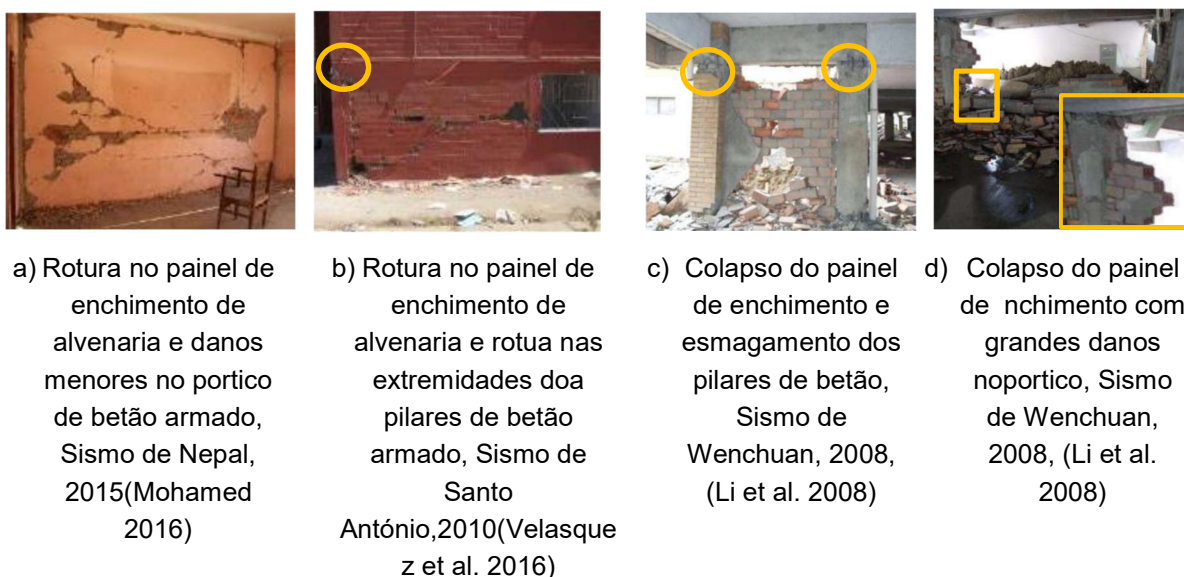 a) Rotura no painel de
enchimento de
alvenaria e danos
menores no portico
de betão armado,
Sismo de Nepal,
2015(Mohamed
2016)
b) Rotura no painel de
enchimento de
alvenaria e rotua nas
extremidades doa
pilares de betão
armado, Sismo de
Santo
António,2010(Velasque
z et al. 2016)
c) Colapso do painel
de enchimento e
esmagamento dos
pilares de betão,
Sismo de
Wenchuan, 2008,
(Li et al. 2008)
d) Colapso do painel
de nchimento com
grandes danos
noportico, Sismo
de Wenchuan,
2008, (Li et al.
2008)